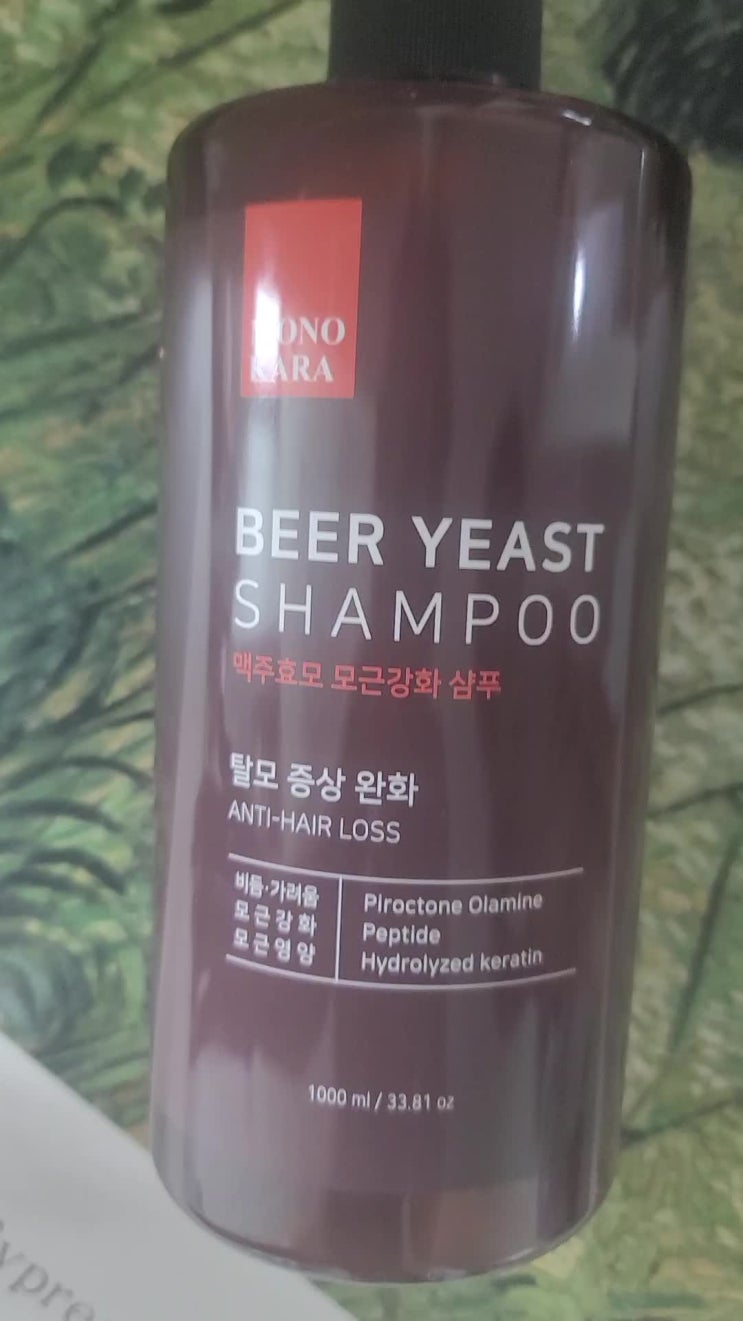 BEER YEAST
SHAMPOO
맥주효모 모근강화 샴푸
탈모 증상 완화
ANTI-HAIR LOSS
비듬·가려움
모근강화
모근영양
Piroctone Olamine
Peptide
Hydrolyzed keratin
1000 ml / 33.81 oz